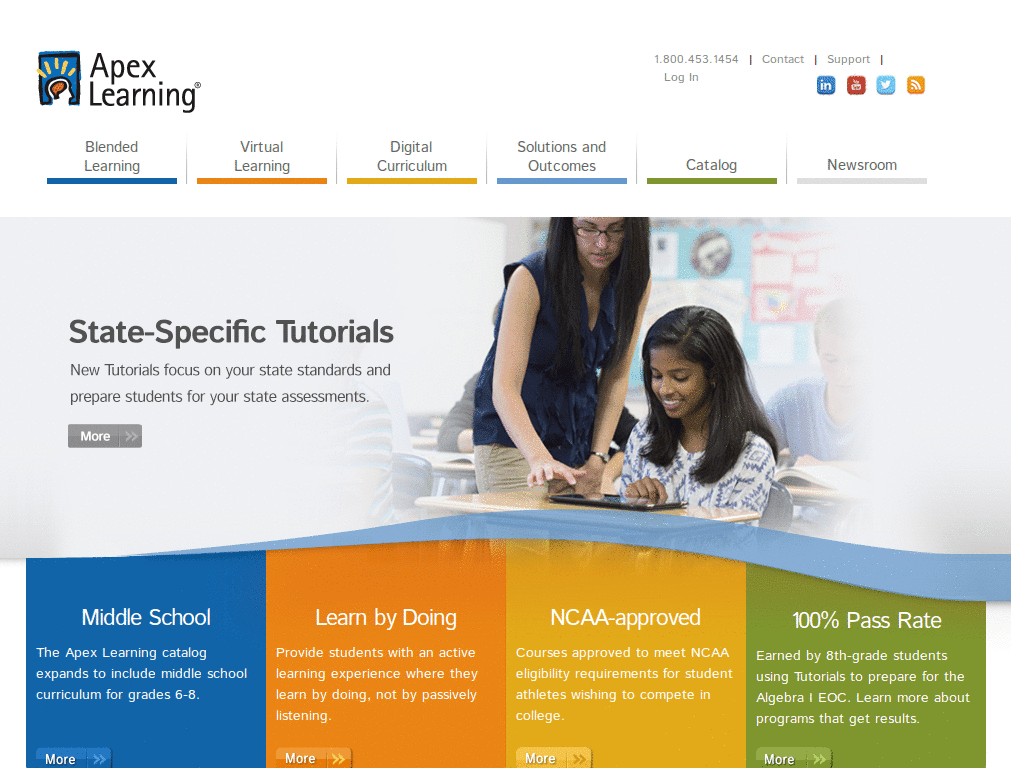 Apex
Learning®
1.800.453.1454 | Contact | Support |
Log In
in
You
Tube
Blended
Learning
Virtual
Learning
Digital
Curriculum
Solutions and
Outcomes
Catalog
Newsroom
State-Specific Tutorials
New Tutorials focus on your state standards and
prepare students for your state assessments.
More
Middle School
The Apex Learning catalog
expands to include middle school
curriculum for grades 6-8.
More
Learn by Doing
Provide students with an active
learning experience where they
learn by doing, not by passively
listening.
More
NCAA-approved
Courses approved to meet NCAA
eligibility requirements for student
athletes wishing to compete in
college.
More
100% Pass Rate
Earned by 8th-grade students
using Tutorials to prepare for the
Algebra I EOC. Learn more about
programs that get results.
More